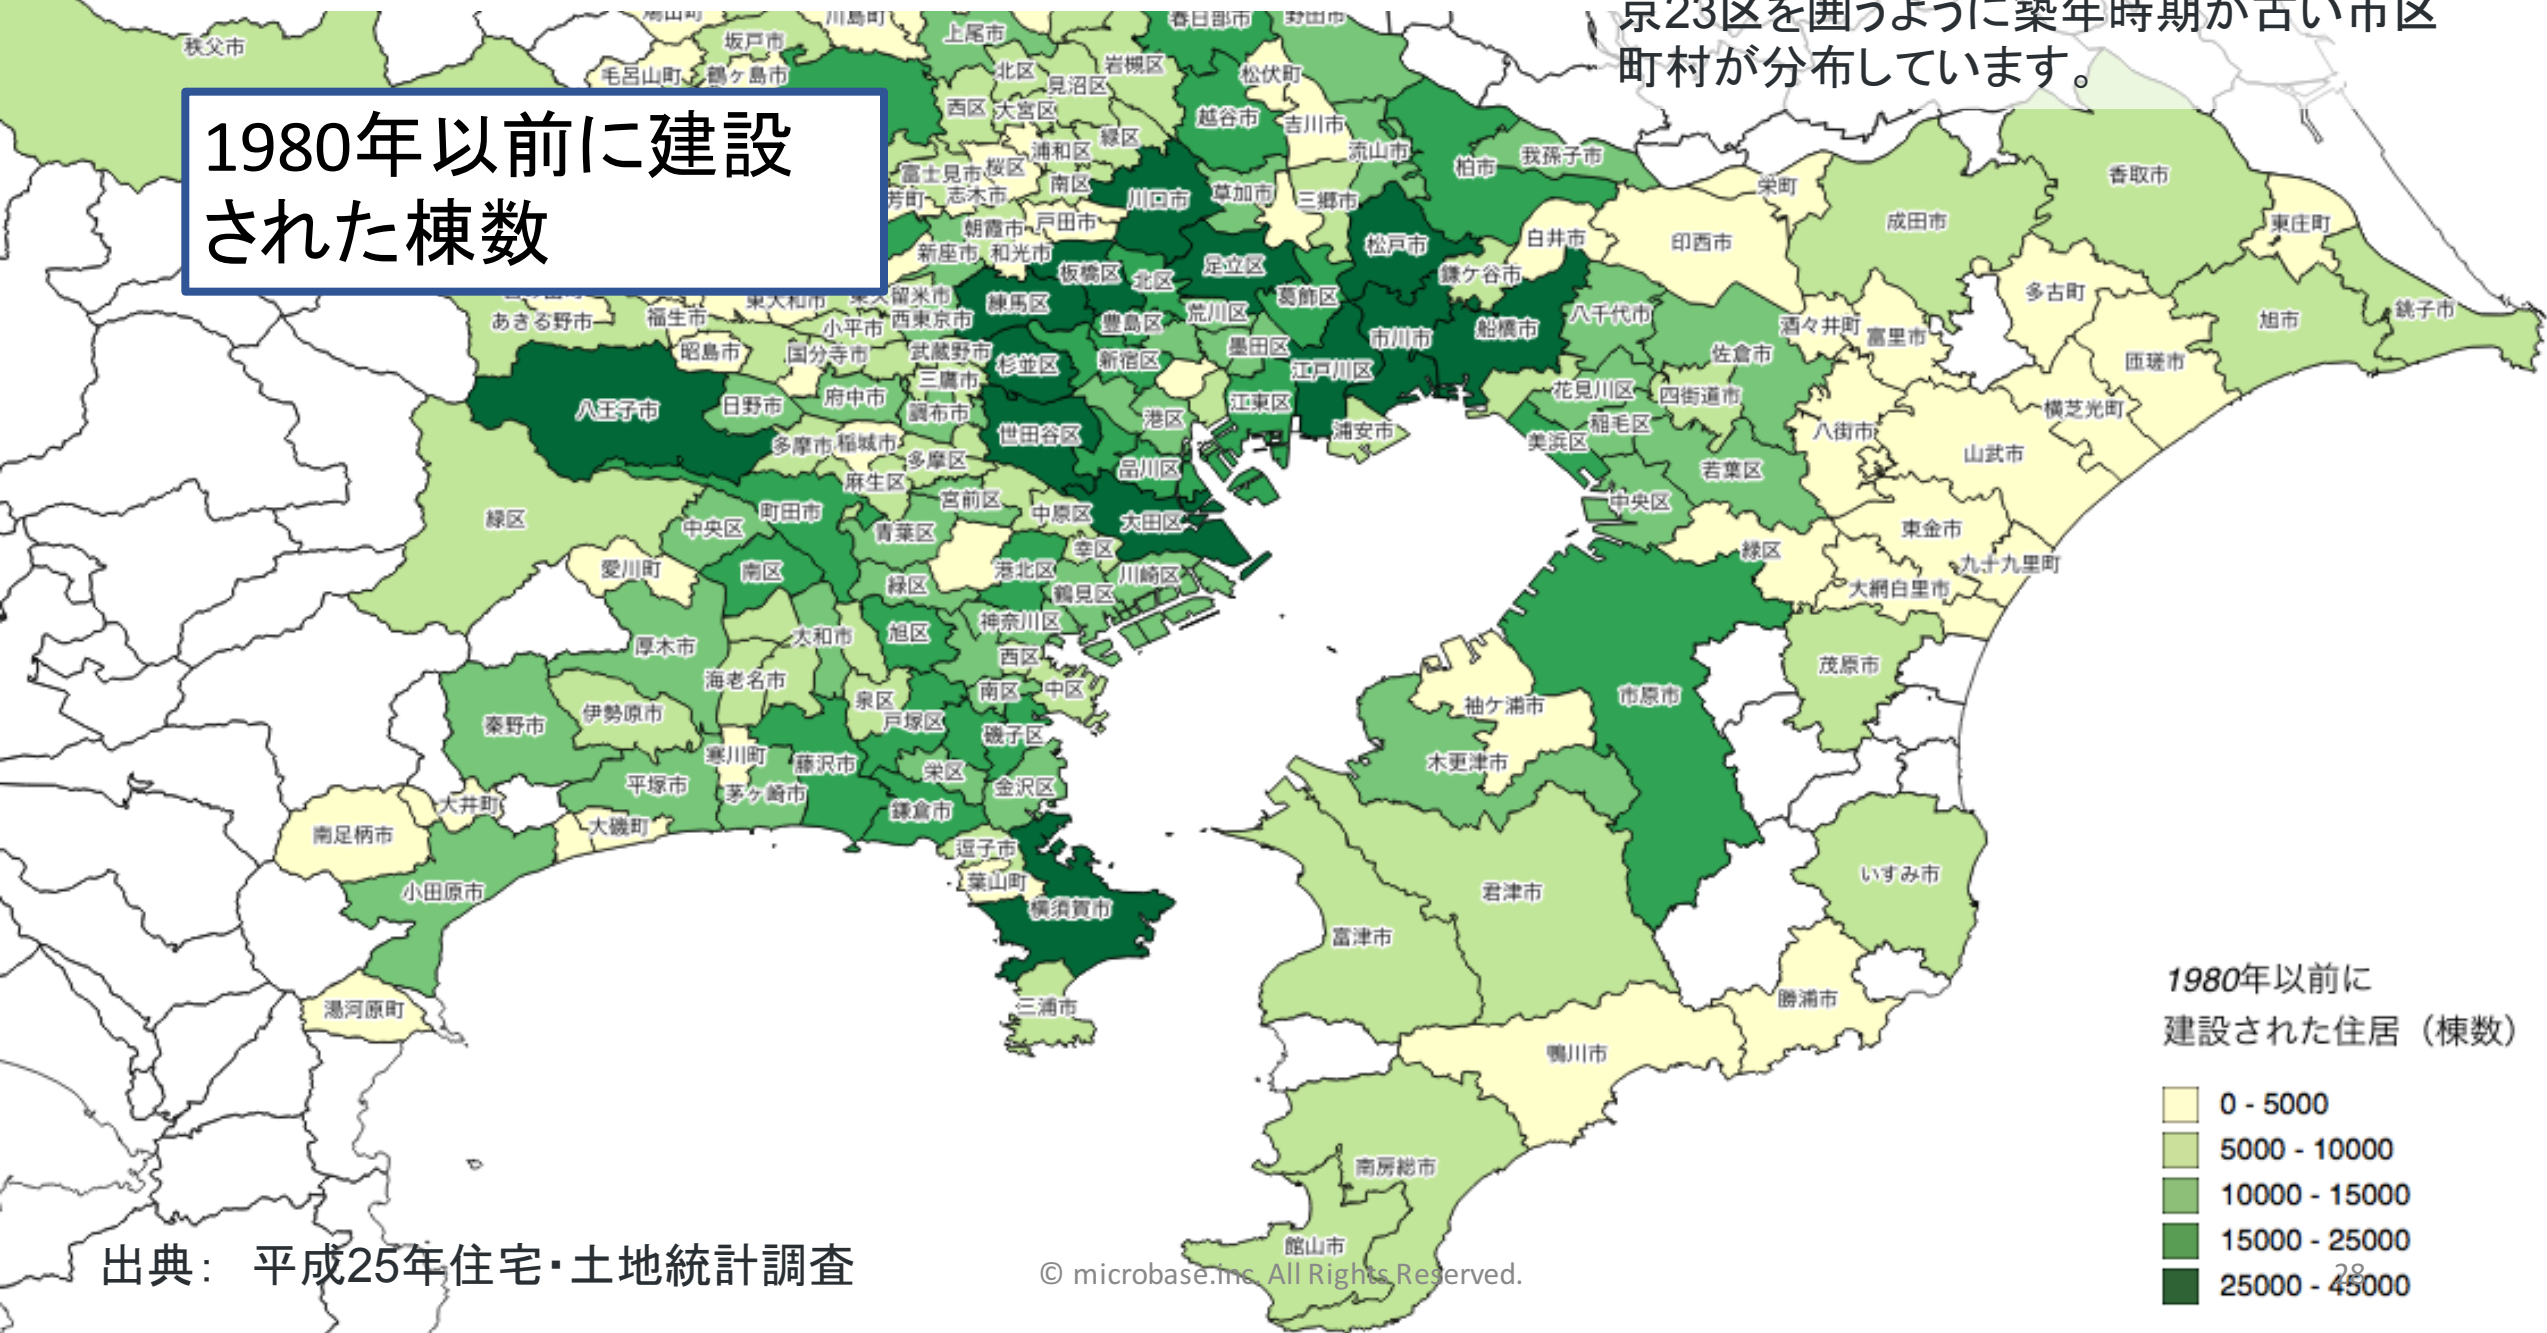 京23区を囲うように築年時期が古い市区
町村が分布しています。
1980年以前に建設
された棟数
秩父市
坂戸市
川島町
上尾市
春日部市
野田市
毛呂山町
鶴ヶ島市
北区
見沼区
岩槻区
松伏町
西区
大宮区
越谷市
吉川市
緑区
浦和区
桜区
流山市
柏市
我孫子市
富士見市
志木市
南区
川口市
草加市
三郷市
栄町
香取市
朝霞市
戸田市
松戸市
白井市
印西市
成田市
東庄町
新座市
和光市
板橋区
北区
足立区
鎌ケ谷市
多古町
東大和市
練馬区
葛飾区
あきる野市
福生市
小平市
西東京市
豊島区
荒川区
市川市
船橋市
八千代市
酒々井町
富里市
旭市
銚子市
昭島市
国分寺市
武蔵野市
杉並区
新宿区
墨田区
江戸川区
佐倉市
匝瑳市
八王子市
日野市
府中市
三鷹市
調布市
世田谷区
港区
江東区
浦安市
花見川区
四街道市
稲毛区
美浜区
八街市
横芝光町
多摩市
稲城市
多摩区
品川区
若葉区
山武市
緑区
麻生区
宮前区
中原区
大田区
中央区
中央区
町田市
青葉区
幸区
緑区
東金市
九十九里町
愛川町
南区
緑区
港北区
鶴見区
川崎区
大網白里市
厚木市
大和市
旭区
神奈川区
西区
茂原市
海老名市
泉区
南区
中区
袖ケ浦市
市原市
秦野市
伊勢原市
戸塚区
磯子区
寒川町
藤沢市
栄区
木更津市
平塚市
茅ヶ崎市
金沢区
大井町
鎌倉市
南足柄市
大磯町
逗子市
葉山町
小田原市
横須賀市
君津市
いすみ市
富津市
湯河原町
三浦市
勝浦市
鴨川市
南房総市
館山市
1980年以前に
建設された住居（棟数）
0 - 5000
5000 - 10000
10000 - 15000
15000 - 25000
25000 - 45000
出典：　平成25年住宅・土地統計調査
© microbase.inc. All Rights Reserved.
28